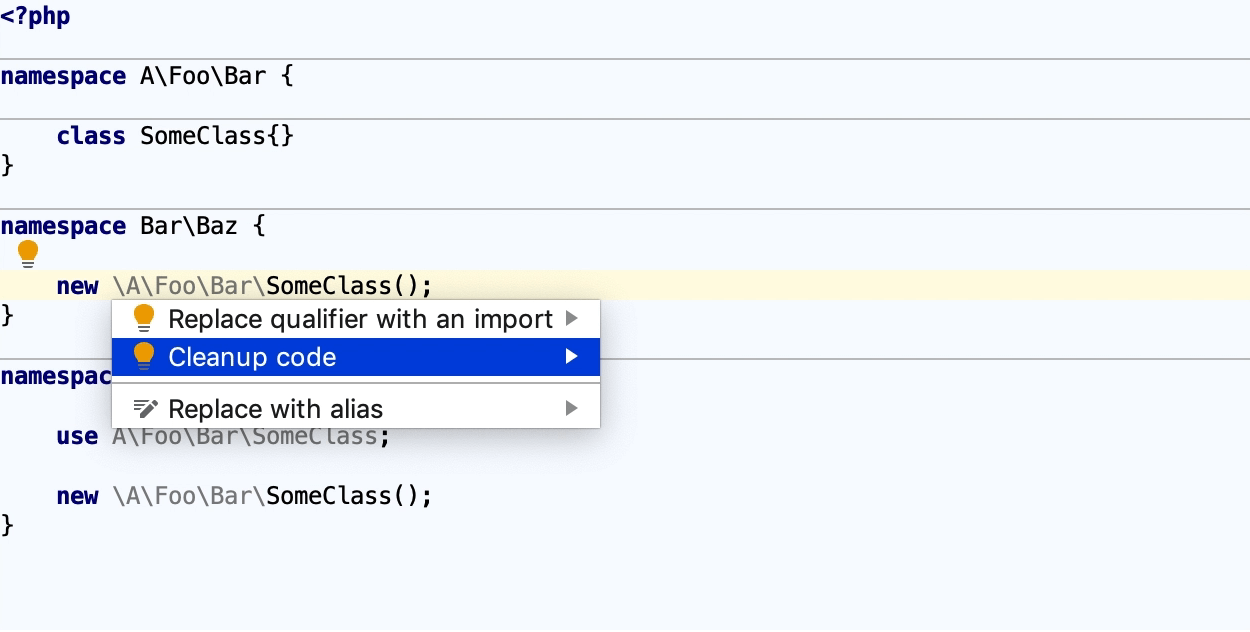 <?php
namespace A\Foo\Bar {
class SomeClass{}
}
namespace Bar\Baz {
new \A\Foo\Bar\SomeClass();
}
Replace qualifier with an import
Cleanup code
Replace with alias
namespac
use A\Foo\Bar\SomeClass;
new \A\Foo\Bar\SomeClass();
}